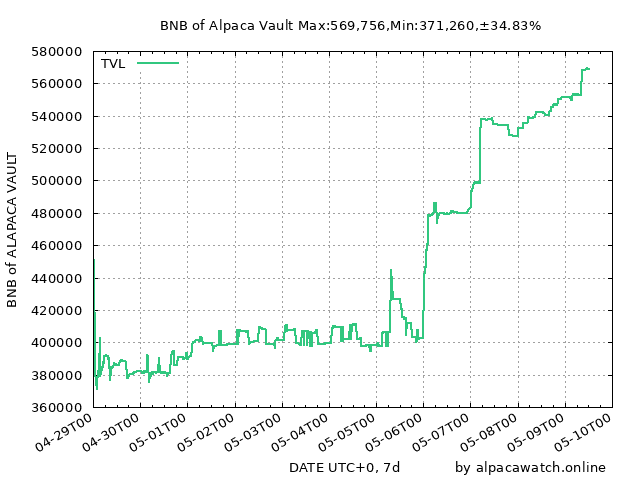 BNB of Alpaca Vault Max:569,756,Min:371,260,±34.83%
TVL
BNB of ALAPACA VAULT
580000
560000
540000
520000
500000
480000
460000
440000
420000
400000
380000
360000
04-29T00
04-30T00
05-01T00
05-02T00
05-03T00
05-04T00
05-05T00
05-06T00
05-07T00
05-08T00
05-09T00
05-10T00
DATE UTC+0, 7d
by alpacawatch.online